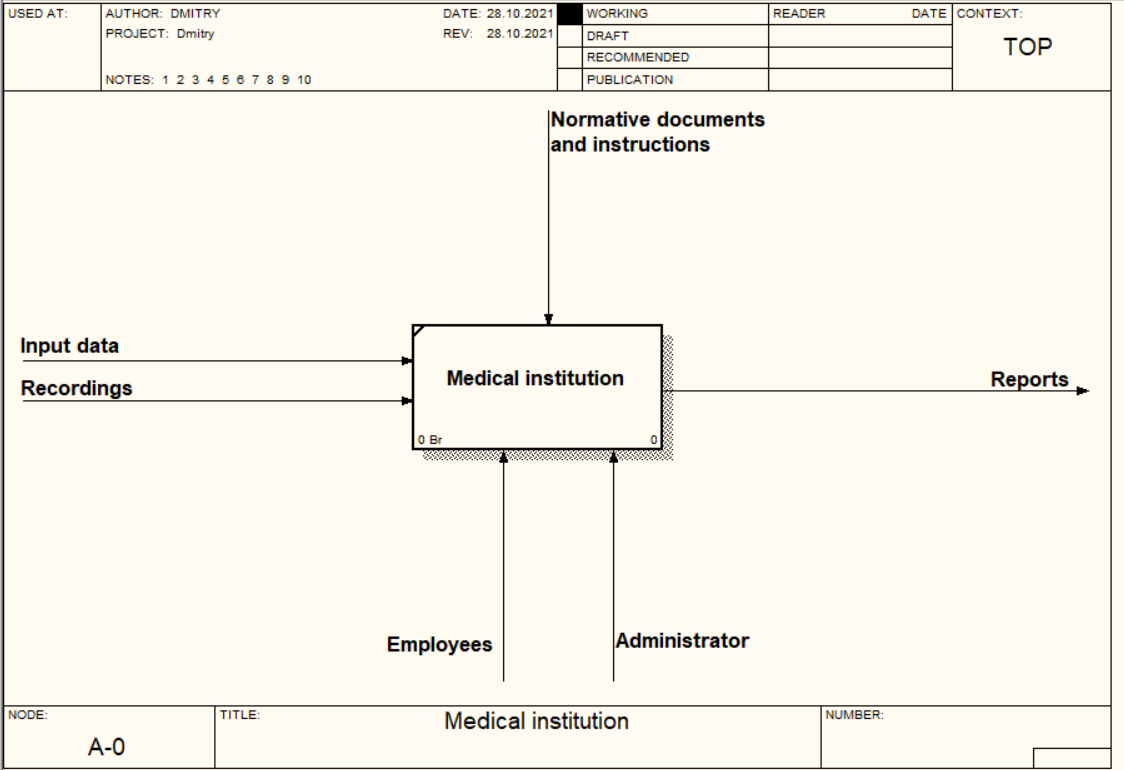 USED AT:
AUTHOR: DMITRY
DATE: 28.10.2021
PROJECT: Dmitry
REV: 28.10.2021
NOTES: 1 2 3 4 5 6 7 8 9 10
WORKING
DRAFT
RECOMMENDED
PUBLICATION
READER
DATE
CONTEXT:
TOP
Normative documents
and instructions
Input data
Recordings
Medical institution
0 Br
0
Reports
Employees
Administrator
NODE:
A-0
TITLE:
Medical institution
NUMBER: